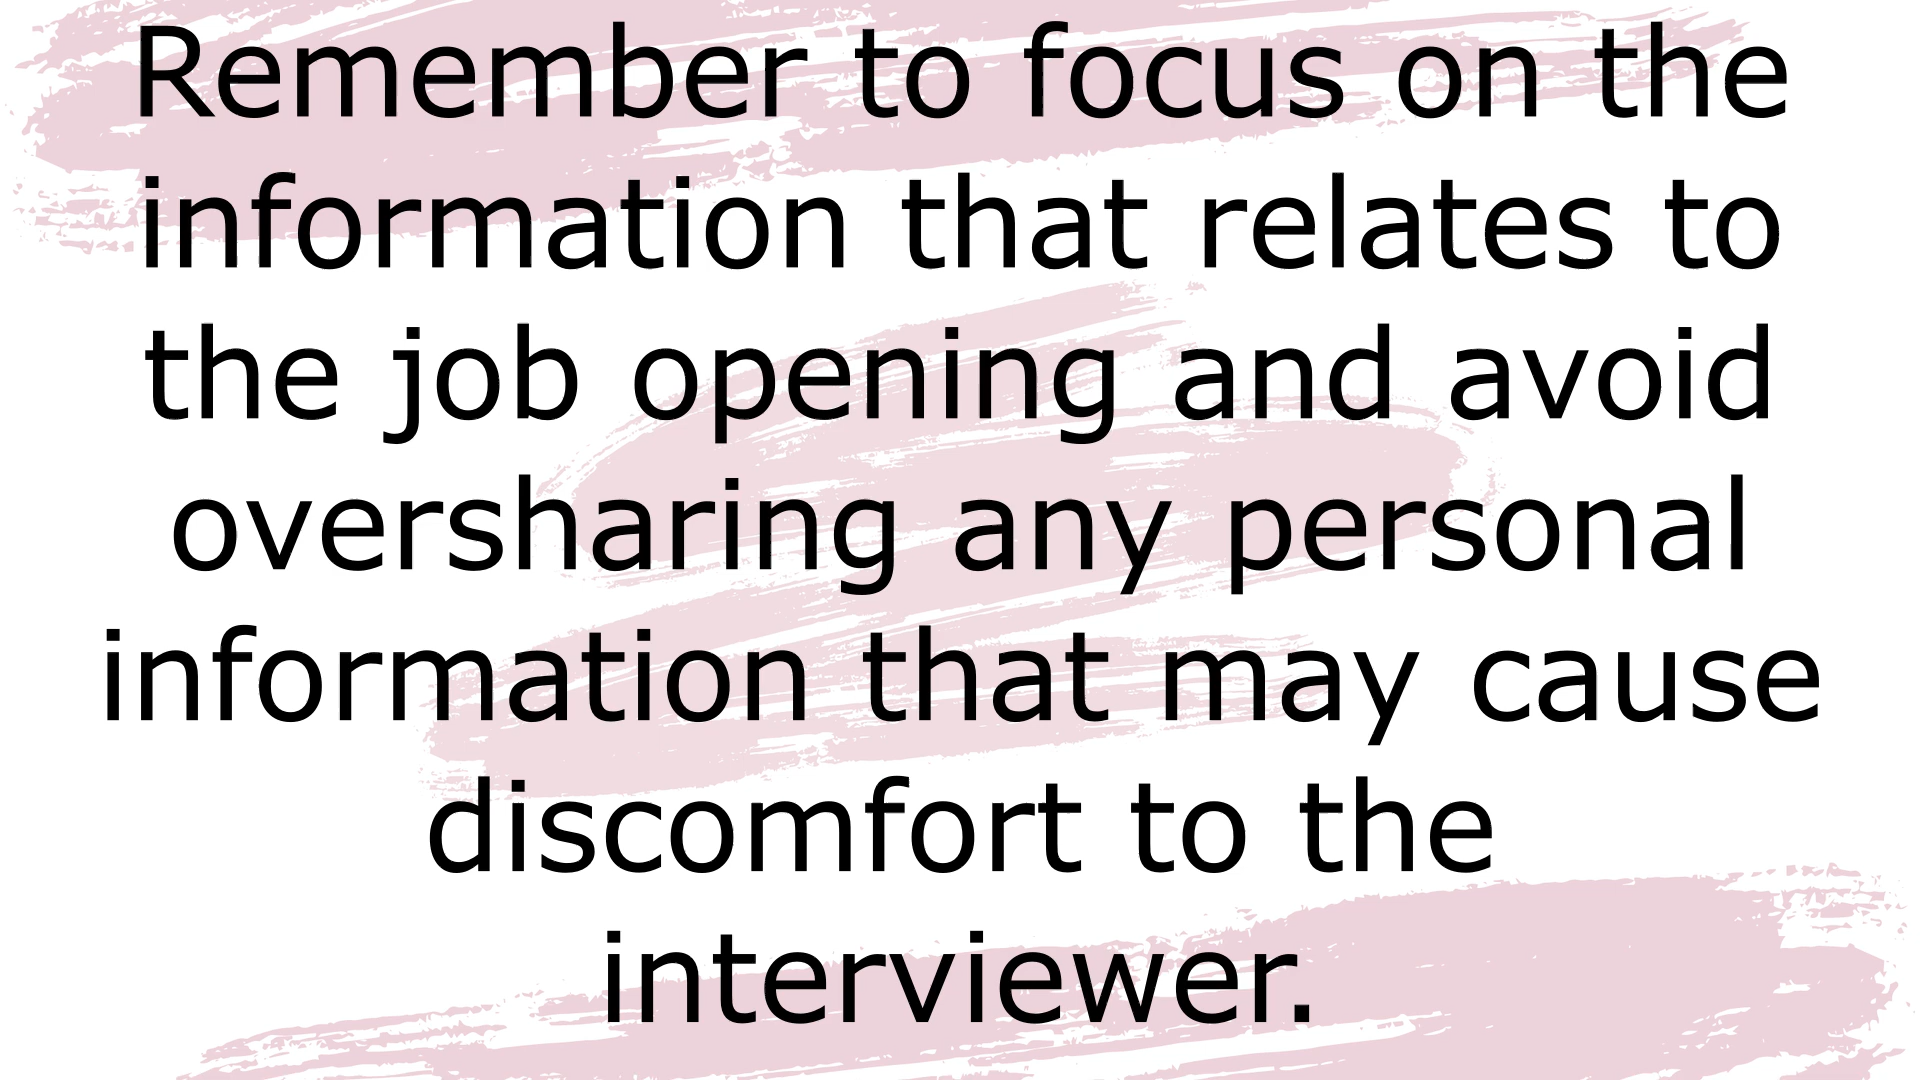 Remember to focus on the
information that relates to
the job opening and avoid
oversharing any personal
information that may cause
discomfort to the
interviewer.